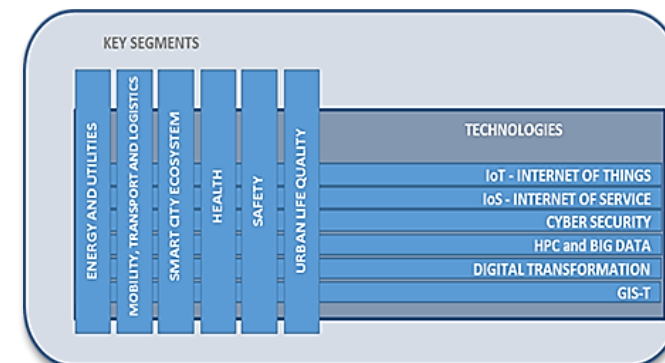 KEY SEGMENTS
ENERGY AND UTILITIES
MOBILITY, TRANSPORT AND LOGISTICS
SMART CITY ECOSYSTEM
HEALTH
SAFETY
URBAN LIFE QUALITY
TECHNOLOGIES
IoT - INTERNET OF THINGS
IoS - INTERNET OF SERVICE
CYBER SECURITY
HPC and BIG DATA
DIGITAL TRANSFORMATION
GIS-T